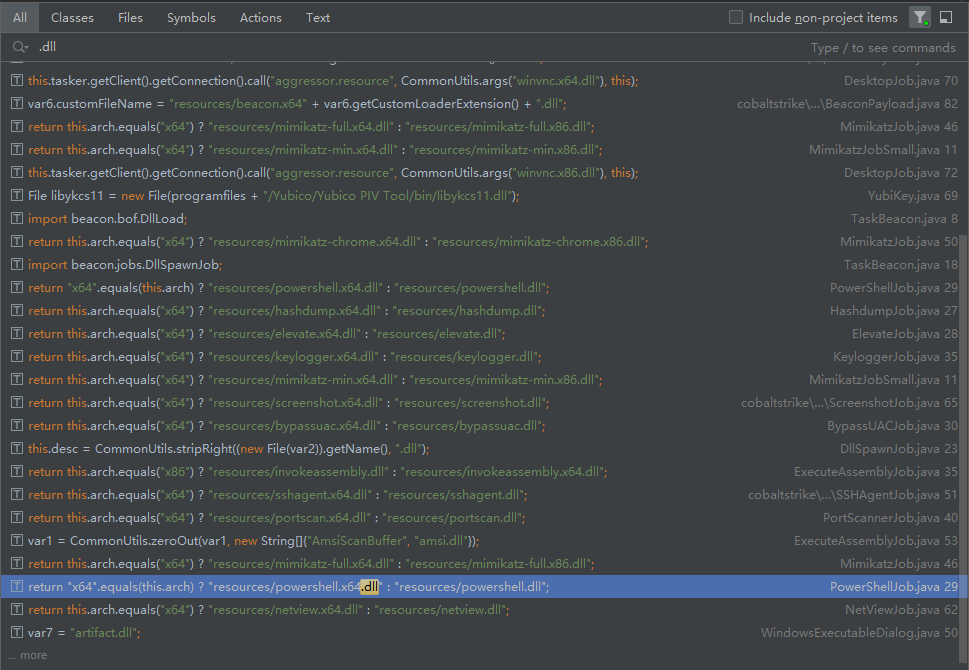 All Classes Files Symbols Actions Text Include non-project items
.dll Type / to see commands
this.tasker.getClient().getConnection().call("aggressor.resource", CommonUtils.args("winvnc.x64.dll"), this); DesktopJob.java 70
var6.customFileName = "resources/beacon.x64" + var6.getCustomLoaderExtension() + ".dll"; cobaltstrike\...\BeaconPayload.java 82
return this.arch.equals("x64") ? "resources/mimikatz-full.x64.dll" : "resources/mimikatz-full.x86.dll"; MimikatzJob.java 46
return this.arch.equals("x64") ? "resources/mimikatz-min.x64.dll" : "resources/mimikatz-min.x86.dll"; MimikatzJobSmall.java 11
this.tasker.getClient().getConnection().call("aggressor.resource", CommonUtils.args("winvnc.x86.dll"), this); DesktopJob.java 72
File libykcs11 = new File(programfiles + "/Yubico/Yubico PIV Tool/bin/libykcs11.dll"); YubiKey.java 69
import beacon.bof.DllLoad; TaskBeacon.java 8
return this.arch.equals("x64") ? "resources/mimikatz-chrome.x64.dll" : "resources/mimikatz-chrome.x86.dll"; MimikatzJob.java 50
import beacon.jobs.DllSpawnJob; TaskBeacon.java 18
return "x64".equals(this.arch) ? "resources/powershell.x64.dll" : "resources/powershell.dll"; PowerShellJob.java 29
return this.arch.equals("x64") ? "resources/hashdump.x64.dll" : "resources/hashdump.dll"; HashdumpJob.java 27
return this.arch.equals("x64") ? "resources/elevate.x64.dll" : "resources/elevate.dll"; ElevateJob.java 28
return this.arch.equals("x64") ? "resources/keylogger.x64.dll" : "resources/keylogger.dll"; KeyloggerJob.java 35
return this.arch.equals("x64") ? "resources/mimikatz-min.x64.dll" : "resources/mimikatz-min.x86.dll"; MimikatzJobSmall.java 11
return this.arch.equals("x64") ? "resources/screenshot.x64.dll" : "resources/screenshot.dll"; cobaltstrike\...\ScreenshotJob.java 65
return this.arch.equals("x64") ? "resources/bypassuac.x64.dll" : "resources/bypassuac.dll"; BypassUACJob.java 30
this.desc = CommonUtils.stripRight((new File(var2)).getName(), ".dll"); DllSpawnJob.java 23
return this.arch.equals("x86") ? "resources/invokeassembly.dll" : "resources/invokeassembly.x64.dll"; ExecuteAssemblyJob.java 35
return this.arch.equals("x64") ? "resources/sshagent.x64.dll" : "resources/sshagent.dll"; cobaltstrike\...\SSHAgentJob.java 51
return this.arch.equals("x64") ? "resources/portscan.x64.dll" : "resources/portscan.dll"; PortScannerJob.java 40
var1 = CommonUtils.zeroOut(var1, new String[]{"AmsiScanBuffer", "amsi.dll"}); ExecuteAssemblyJob.java 53
return this.arch.equals("x64") ? "resources/mimikatz-full.x64.dll" : "resources/mimikatz-full.x86.dll"; MimikatzJob.java 46
return "x64".equals(this.arch) ? "resources/powershell.x64.dll" : "resources/powershell.dll"; PowerShellJob.java 29
return this.arch.equals("x64") ? "resources/netview.x64.dll" : "resources/netview.dll"; NetViewJob.java 62
var7 = "artifact.dll"; WindowsExecutableDialog.java 50
... more